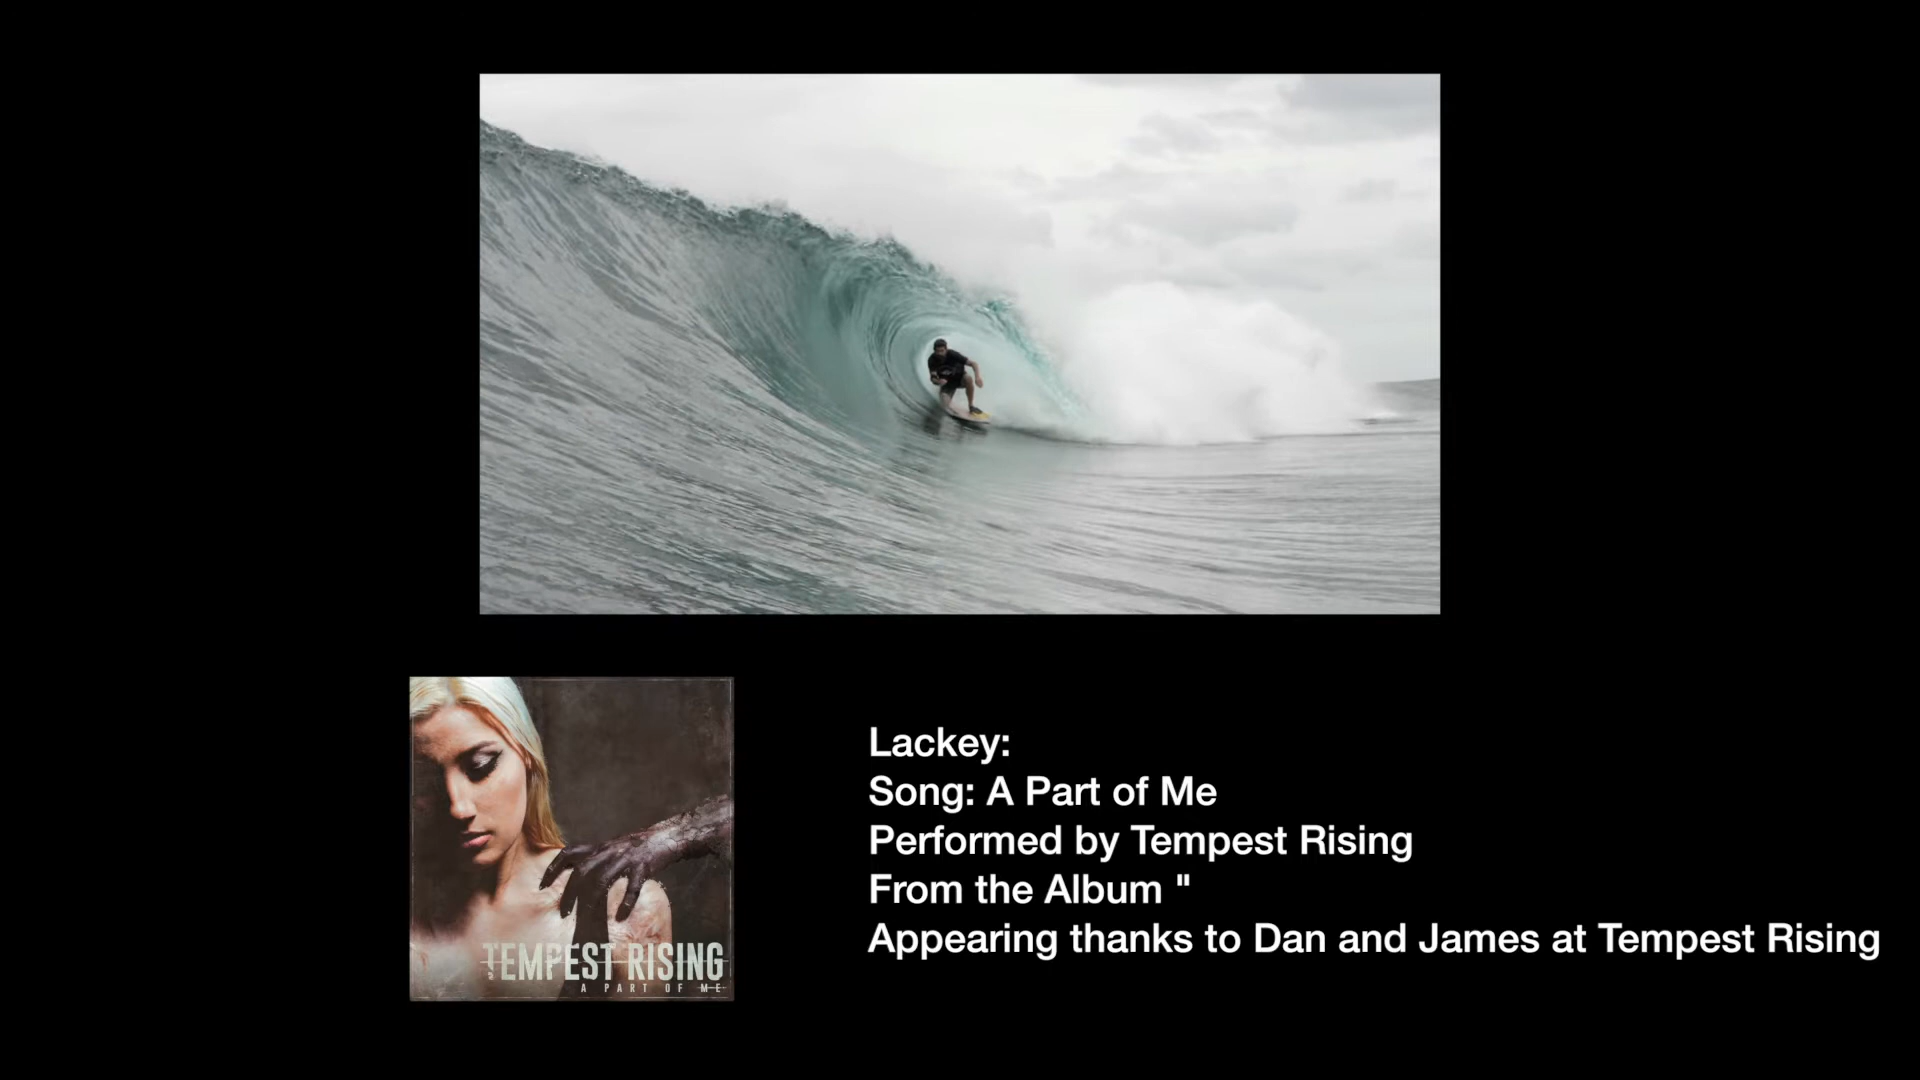 Lackey:
Song: A Part of Me
Performed by Tempest Rising
From the Album "
Appearing thanks to Dan and James at Tempest Rising
TEMPEST RISING
A PART OF ME